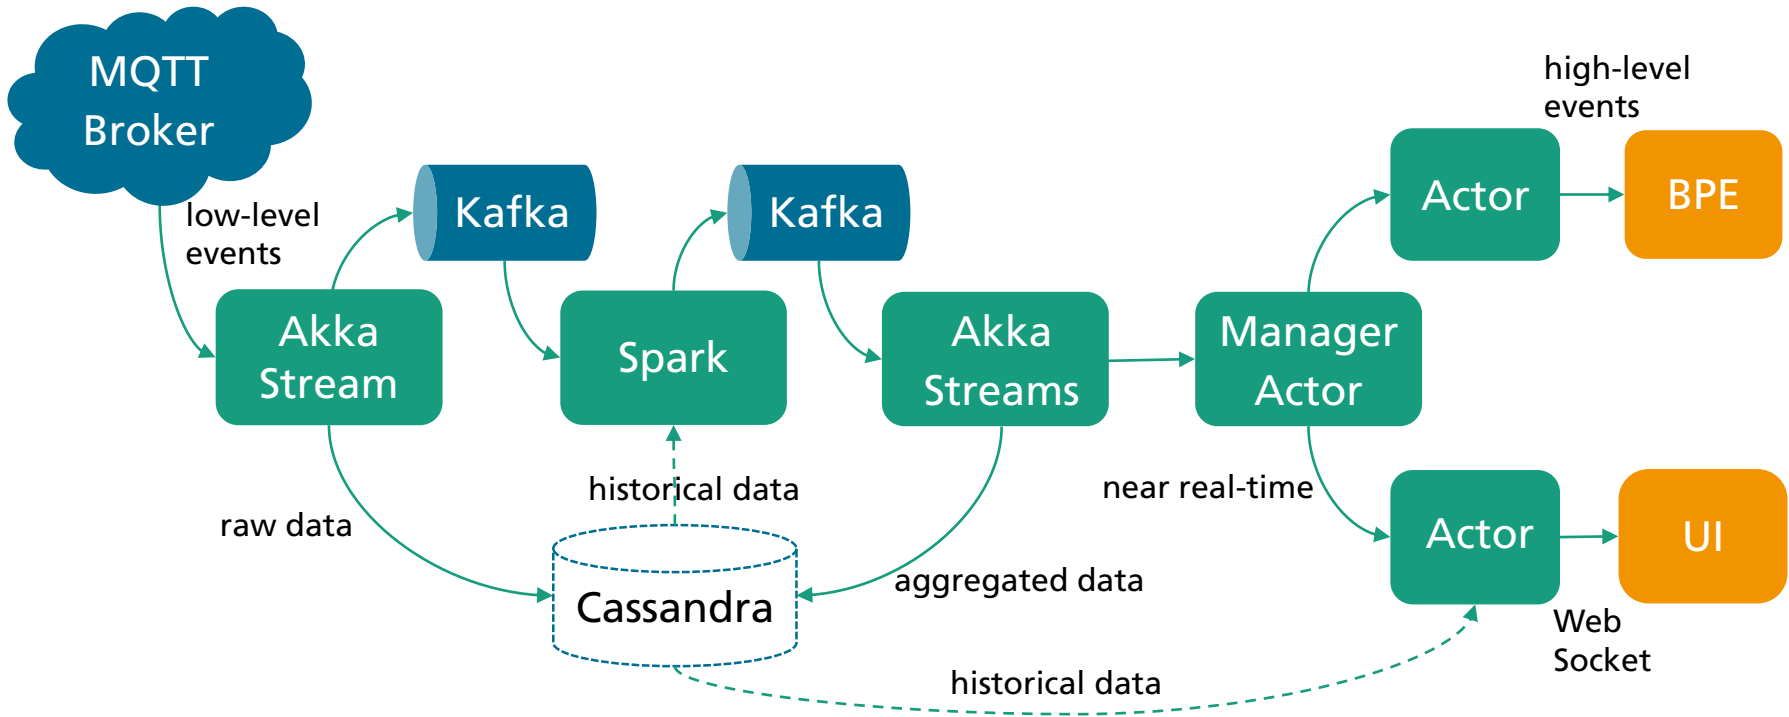 MQTT
Broker
low-level
events
Kafka
Kafka
high-level
events
Actor
BPE
Akka
Stream
Spark
Akka
Streams
Manager
Actor
historical data
near real-time
raw data
Actor
UI
aggregated data
Cassandra
Web
Socket
historical data